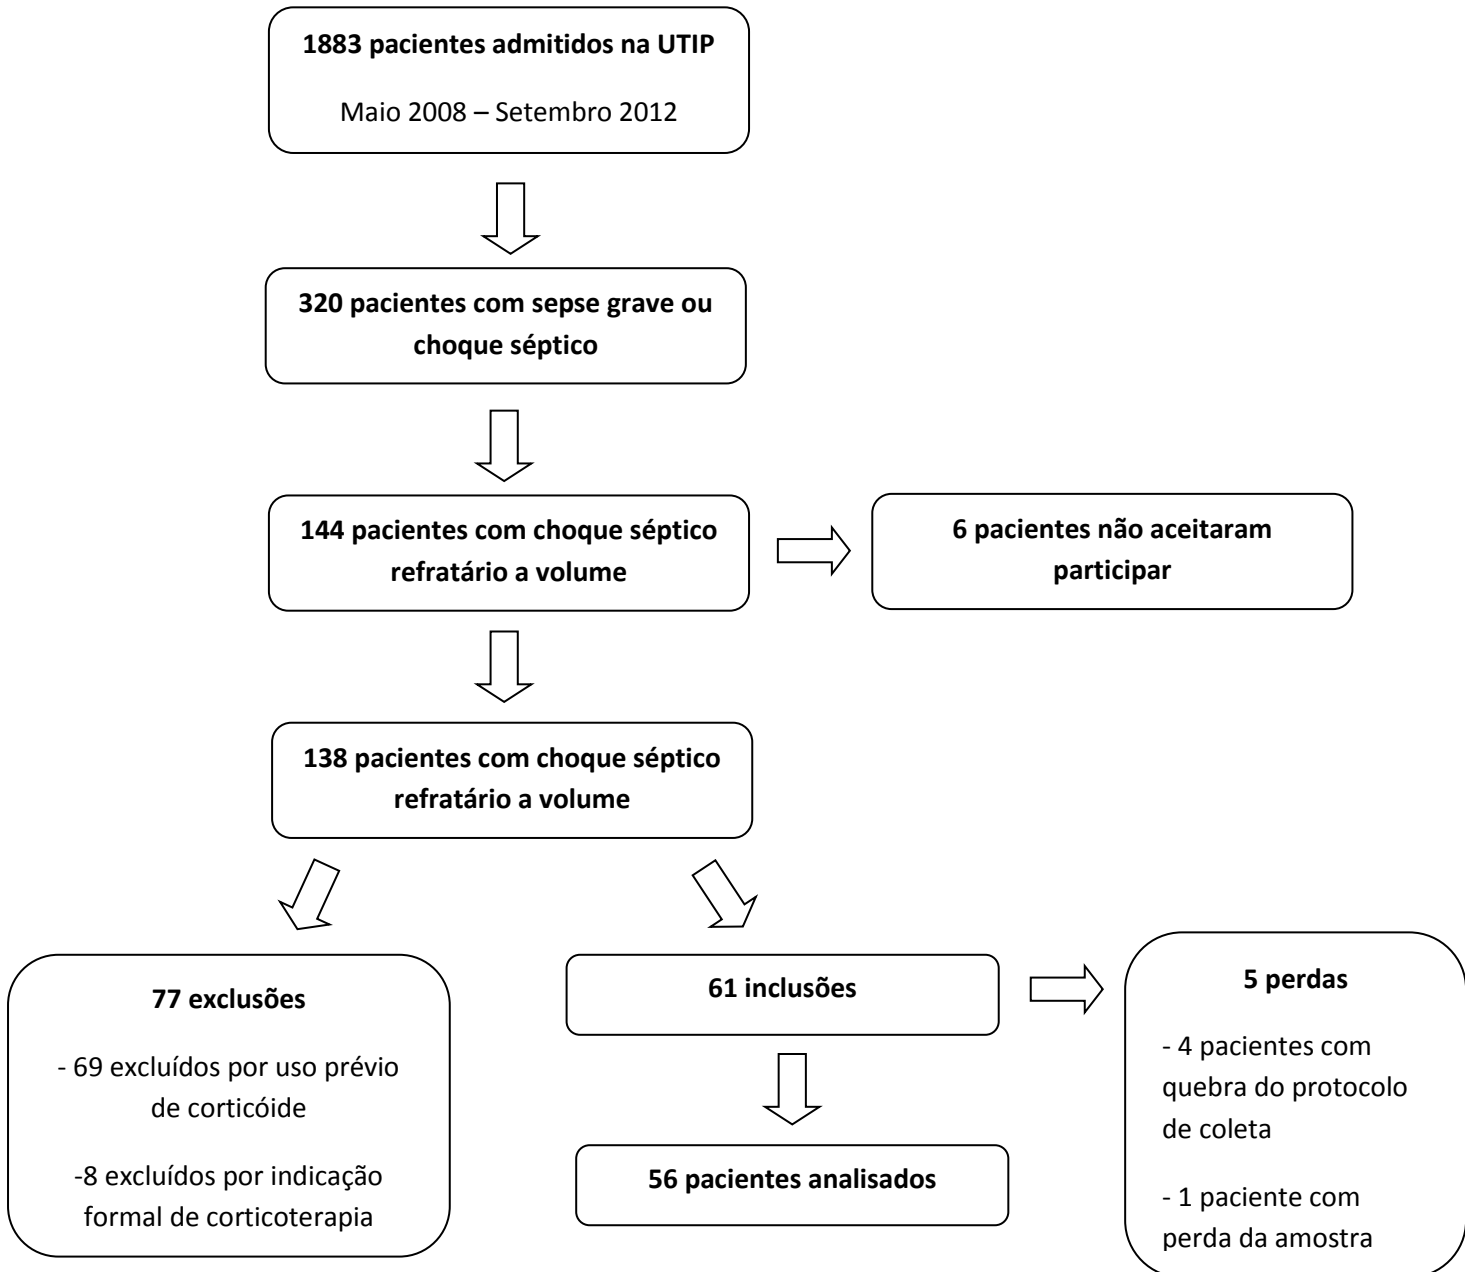 1883 pacientes admitidos na UTIP
Maio 2008 – Setembro 2012
320 pacientes com sepse grave ou
choque séptico
144 pacientes com choque séptico
refratário a volume
6 pacientes não aceitaram
participar
138 pacientes com choque séptico
refratário a volume
77 exclusões
- 69 excluídos por uso prévio
de corticóide
-8 excluídos por indicação
formal de corticoterapia
61 inclusões
56 pacientes analisados
5 perdas
- 4 pacientes com
quebra do protocolo
de coleta
- 1 paciente com
perda da amostra